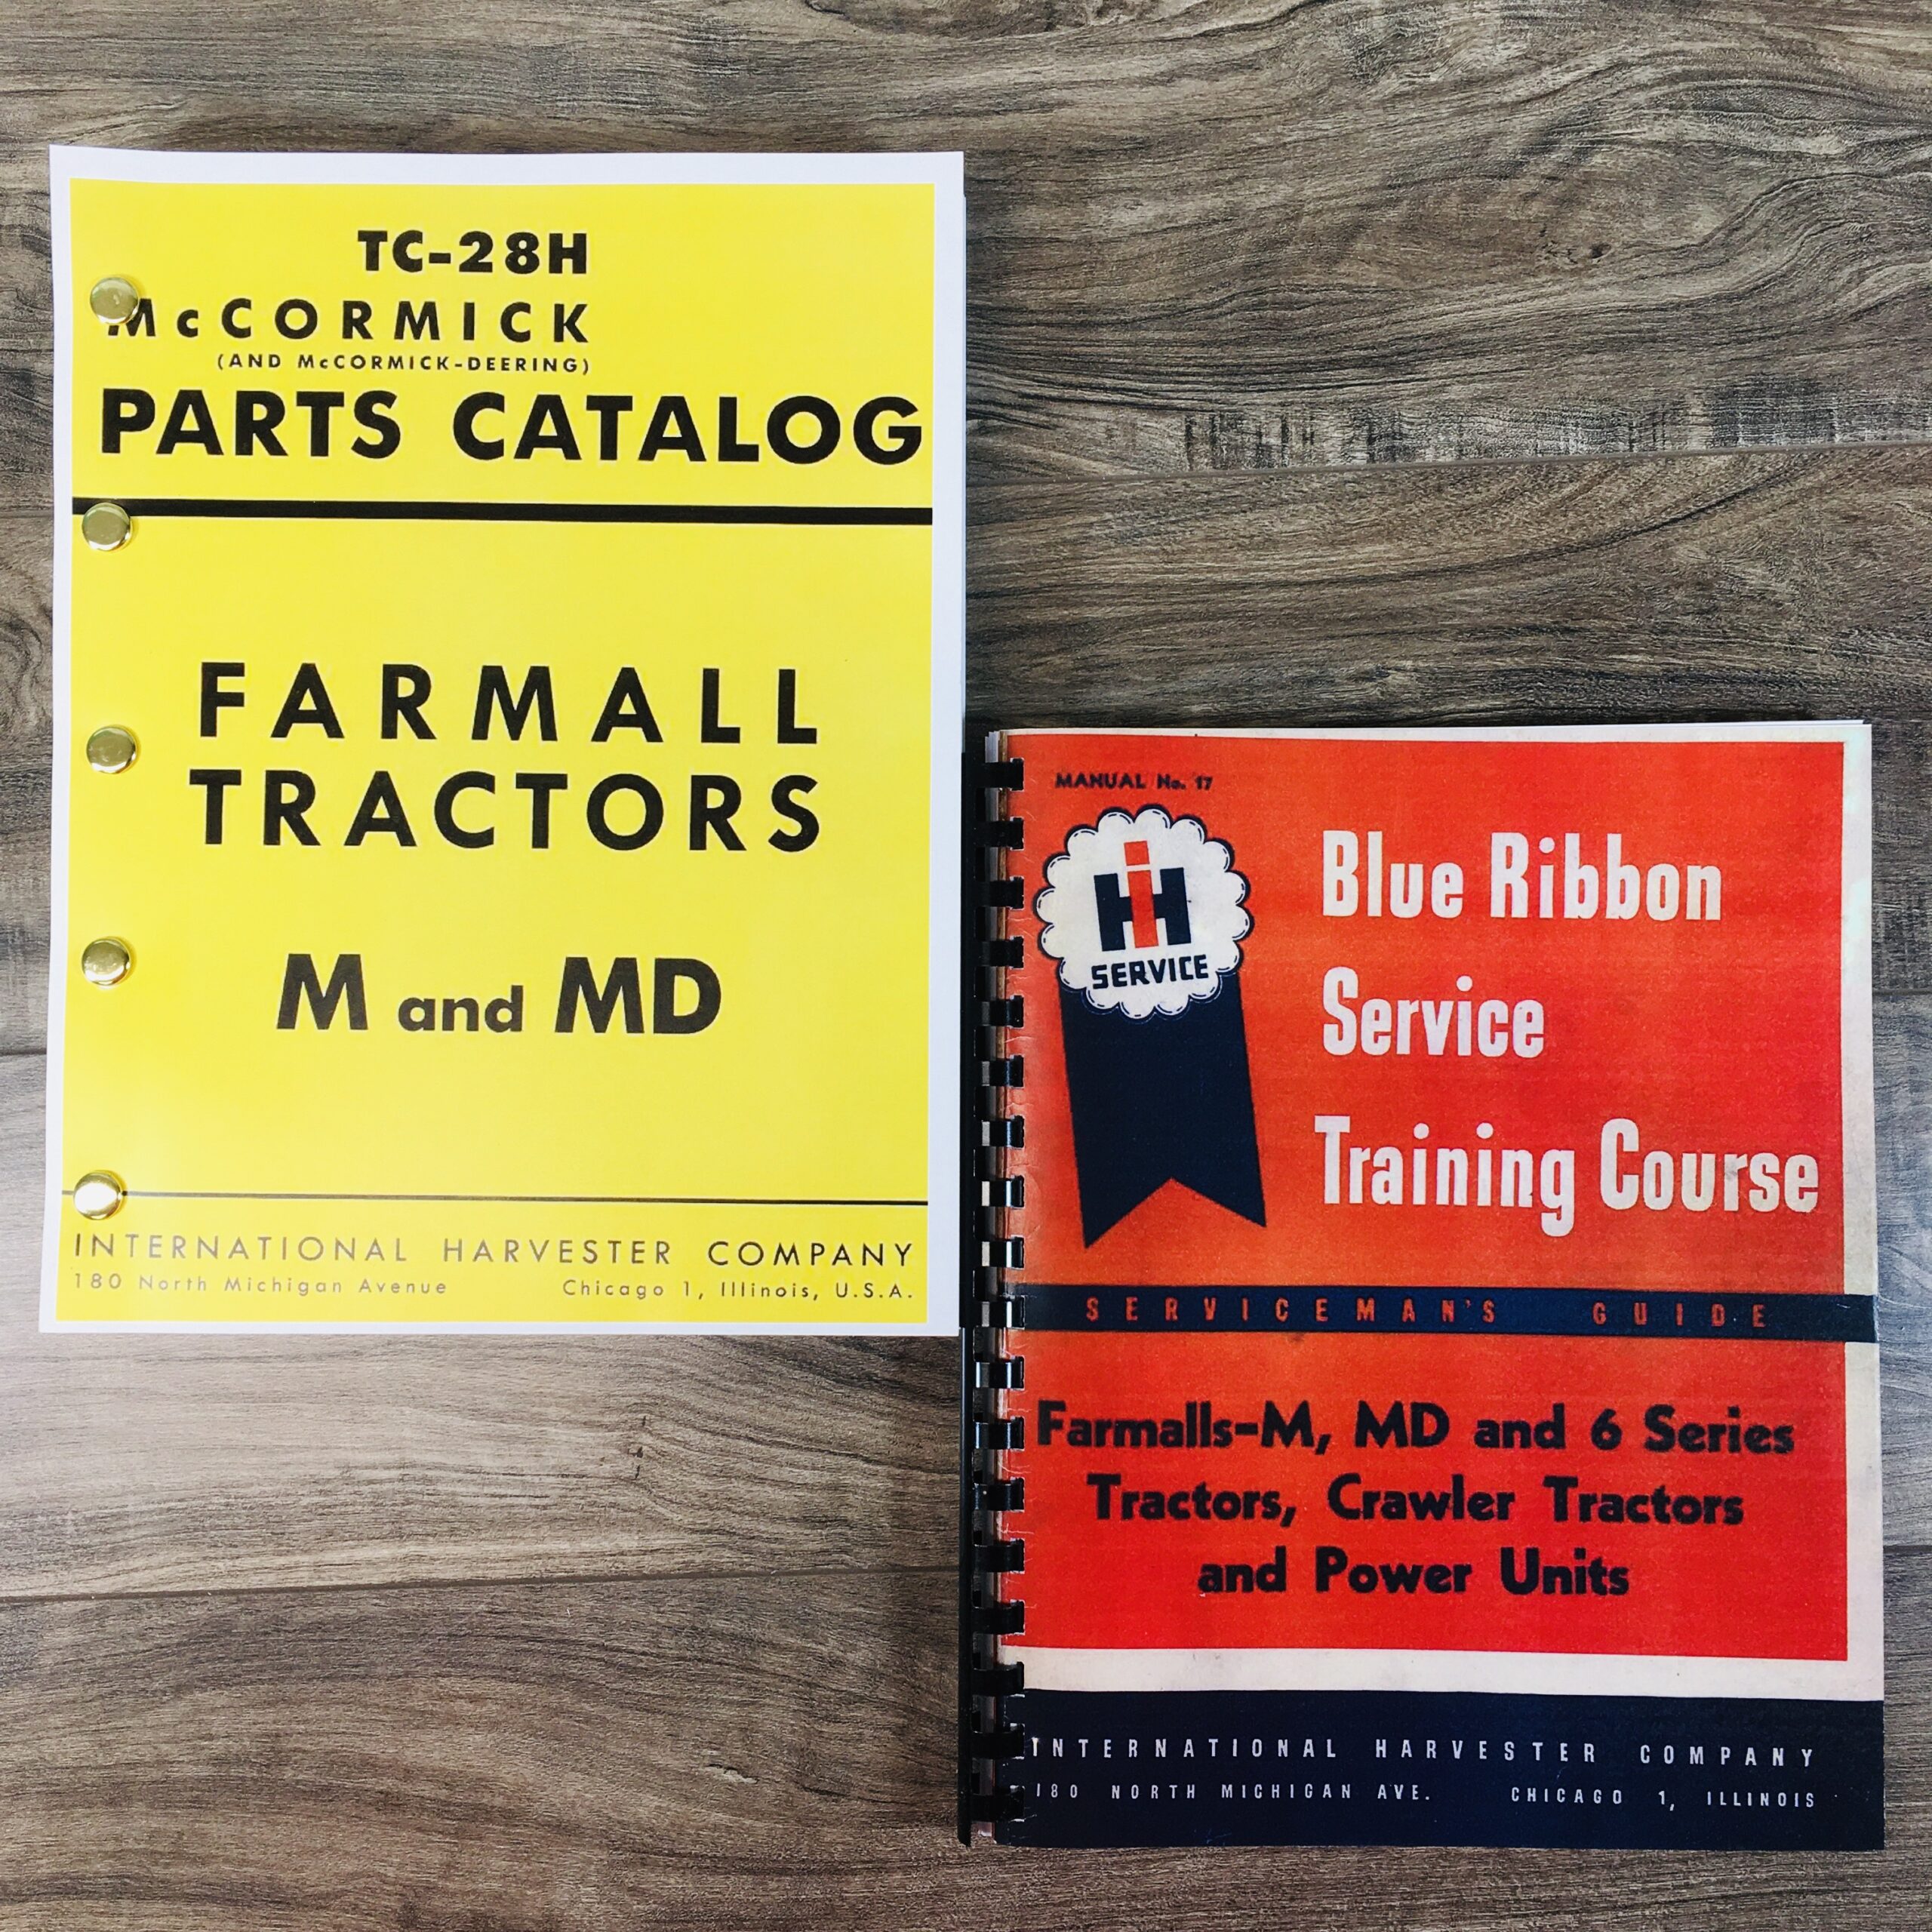 TC-28H
McCORMICK
(AND McCORMICK-DEERING)
PARTS CATALOG
FARMALL
TRACTORS
M and MD
INTERNATIONAL HARVESTER COMPANY
180 North Michigan Avenue Chicago 1, Illinois, U.S.A.
MANUAL No. 17
IH
SERVICE
Blue Ribbon
Service
Training Course
SERVICEMAN'S GUIDE
Farmalls-M, MD and 6 Series
Tractors, Crawler Tractors
and Power Units
INTERNATIONAL HARVESTER COMPANY
180 NORTH MICHIGAN AVE. CHICAGO 1, ILLINOIS